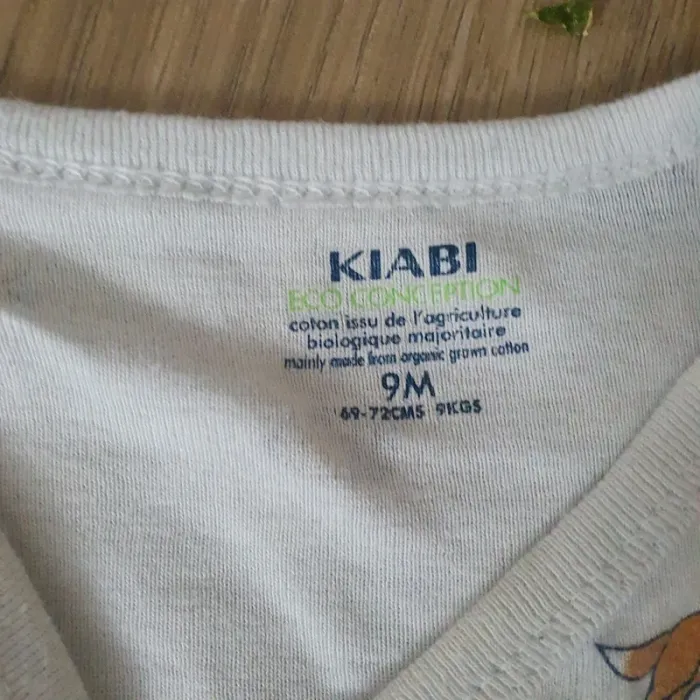 KIABI
ECO CONCEPTION
coton issu de l'agriculture
biologique majoritaire
mainly made from organic grown cotton
9M
69-72CMS 9KGS